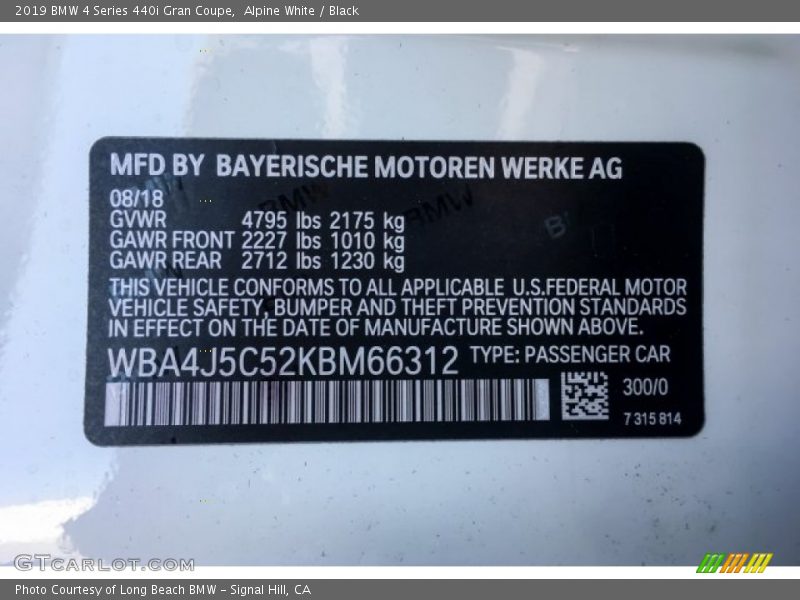 2019 BMW 4 Series 440i Gran Coupe,  Alpine White / Black
MFD BY BAYERISCHE MOTOREN WERKE AG
08/18
GVWR 4795 lbs 2175 kg
GAWR FRONT 2227 lbs 1010 kg
GAWR REAR 2712 lbs 1230 kg
THIS VEHICLE CONFORMS TO ALL APPLICABLE U.S.FEDERAL MOTOR
VEHICLE SAFETY, BUMPER AND THEFT PREVENTION STANDARDS
IN EFFECT ON THE DATE OF MANUFACTURE SHOWN ABOVE.
WBA4J5C52KBM66312 TYPE: PASSENGER CAR
300/0
7 315 814
GTCARLOT.COM
Photo Courtesy of Long Beach BMW - Signal Hill, CA